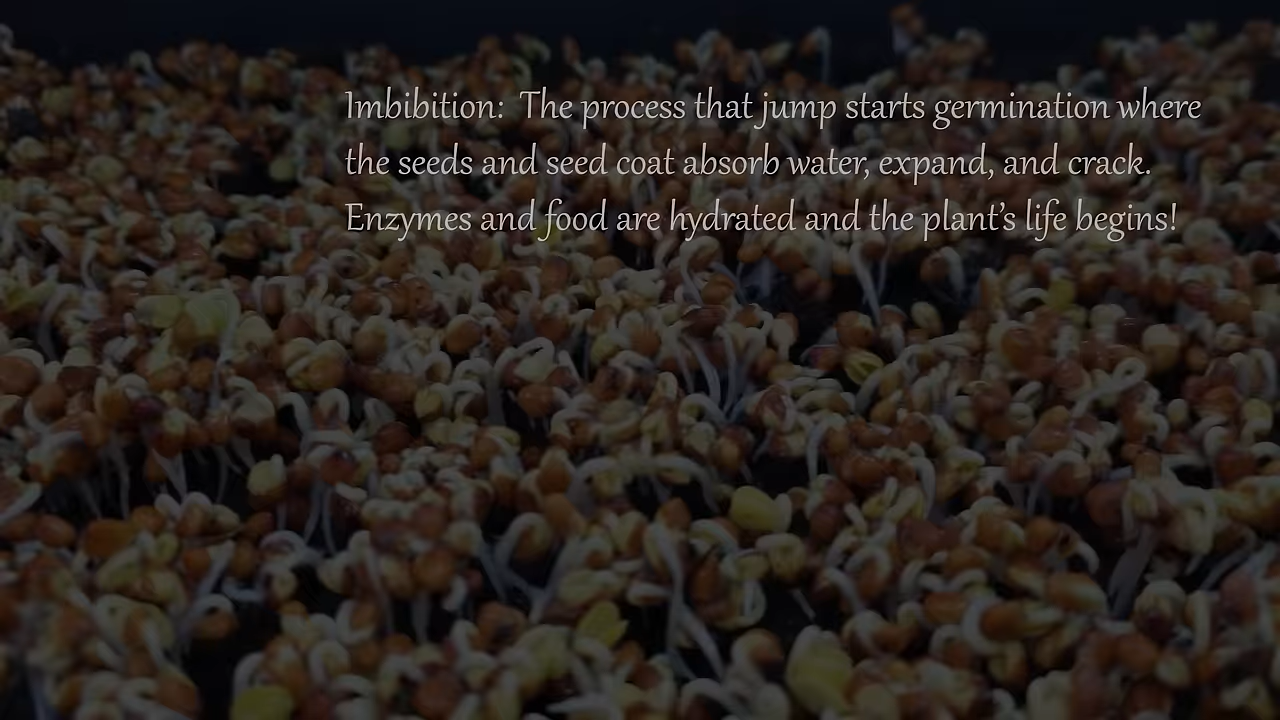 Imbibition:  The process that jump starts germination where
the seeds and seed coat absorb water, expand, and crack.
Enzymes and food are hydrated and the plant’s life begins!